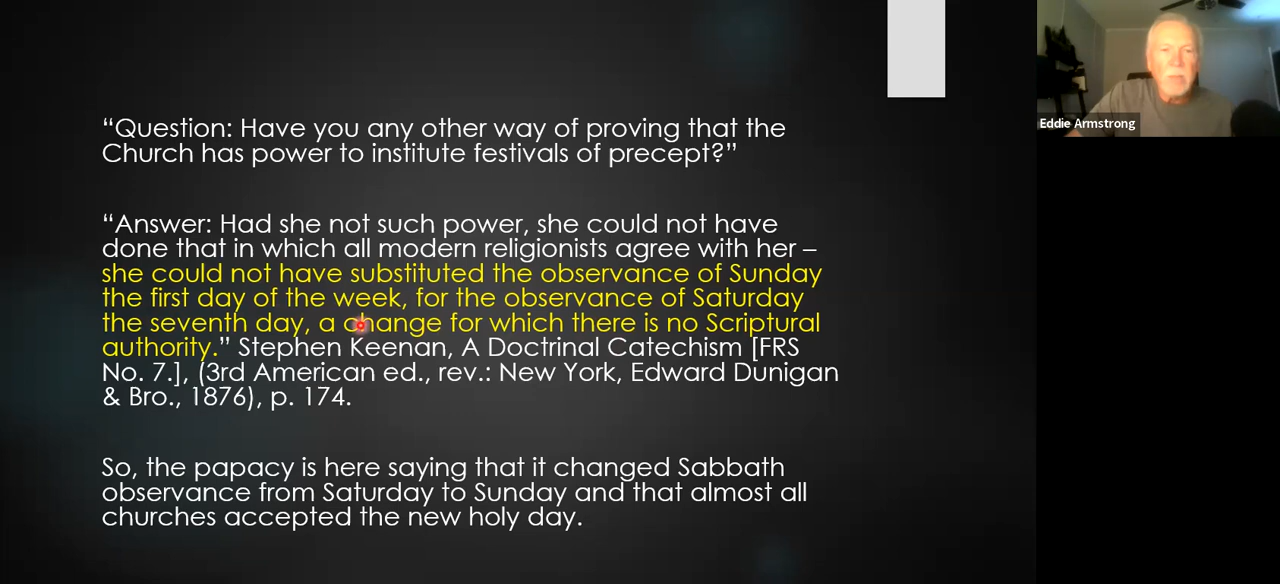 “Question: Have you any other way of proving that the
Church has power to institute festivals of precept?”
“Answer: Had she not such power, she could not have
done that in which all modern religionists agree with her –
she could not have substituted the observance of Sunday
the first day of the week, for the observance of Saturday
the seventh day, a change for which there is no Scriptural
authority.” Stephen Keenan, A Doctrinal Catechism [FRS
No. 7.], (3rd American ed., rev.: New York, Edward Dunigan
& Bro., 1876), p. 174.
So, the papacy is here saying that it changed Sabbath
observance from Saturday to Sunday and that almost all
churches accepted the new holy day.
Eddie Armstrong